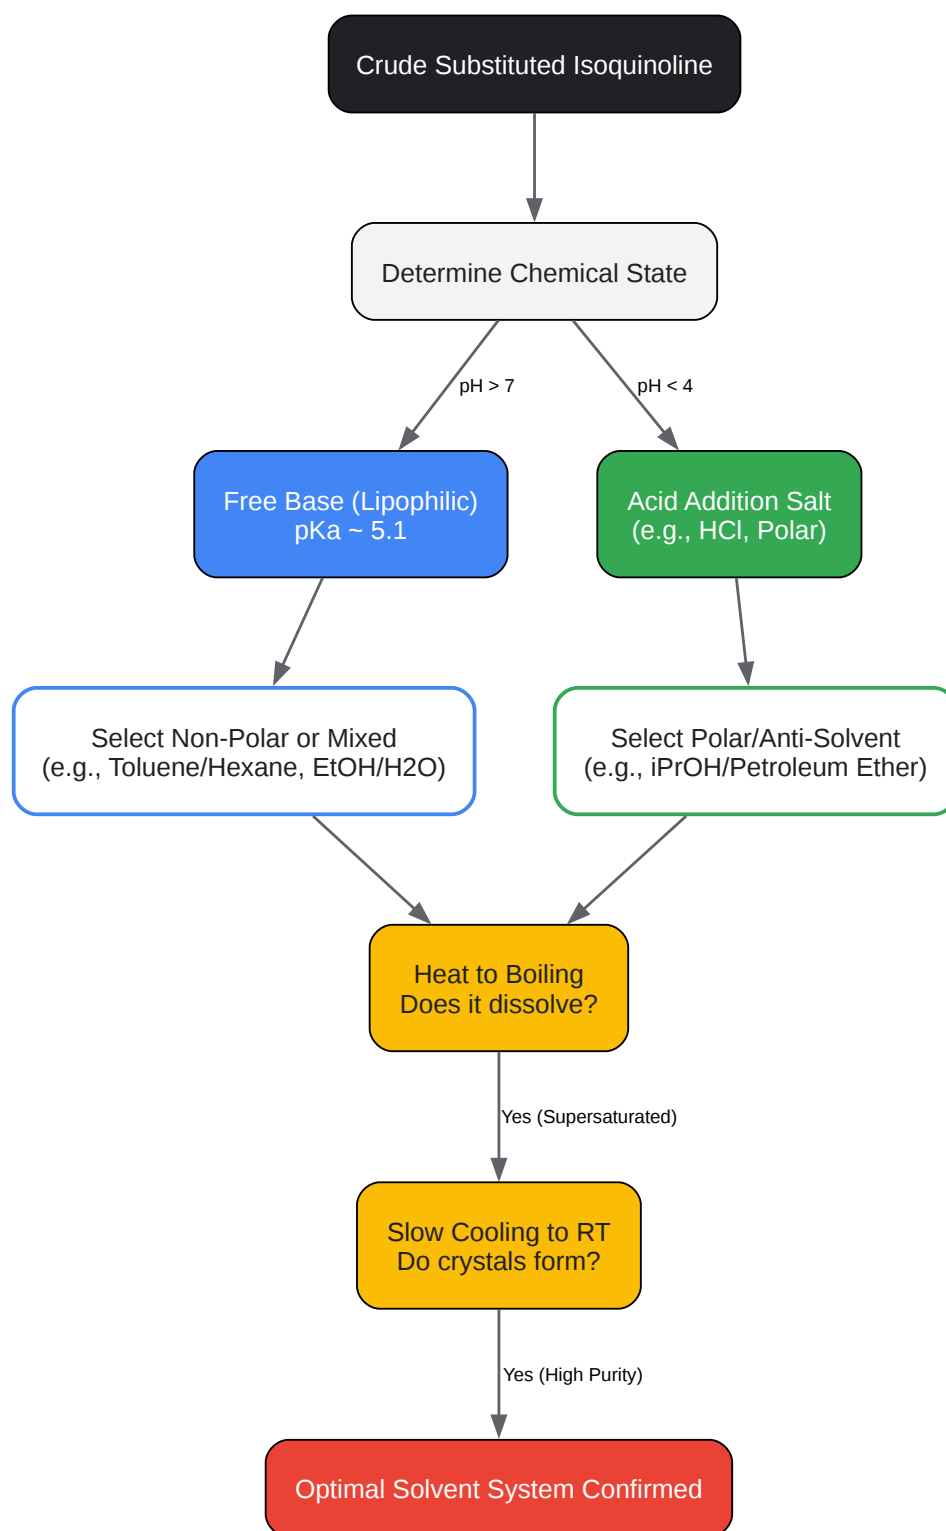 Crude Substituted Isoquinoline
Determine Chemical State
pH > 7
pH < 4
Free Base (Lipophilic)
pKa ~ 5.1
Acid Addition Salt
(e.g., HCl, Polar)
Select Non-Polar or Mixed
(e.g., Toluene/Hexane, EtOH/H2O)
Select Polar/Anti-Solvent
(e.g., iPrOH/Petroleum Ether)
Heat to Boiling
Does it dissolve?
Yes (Supersaturated)
Slow Cooling to RT
Do crystals form?
Yes (High Purity)
Optimal Solvent System Confirmed